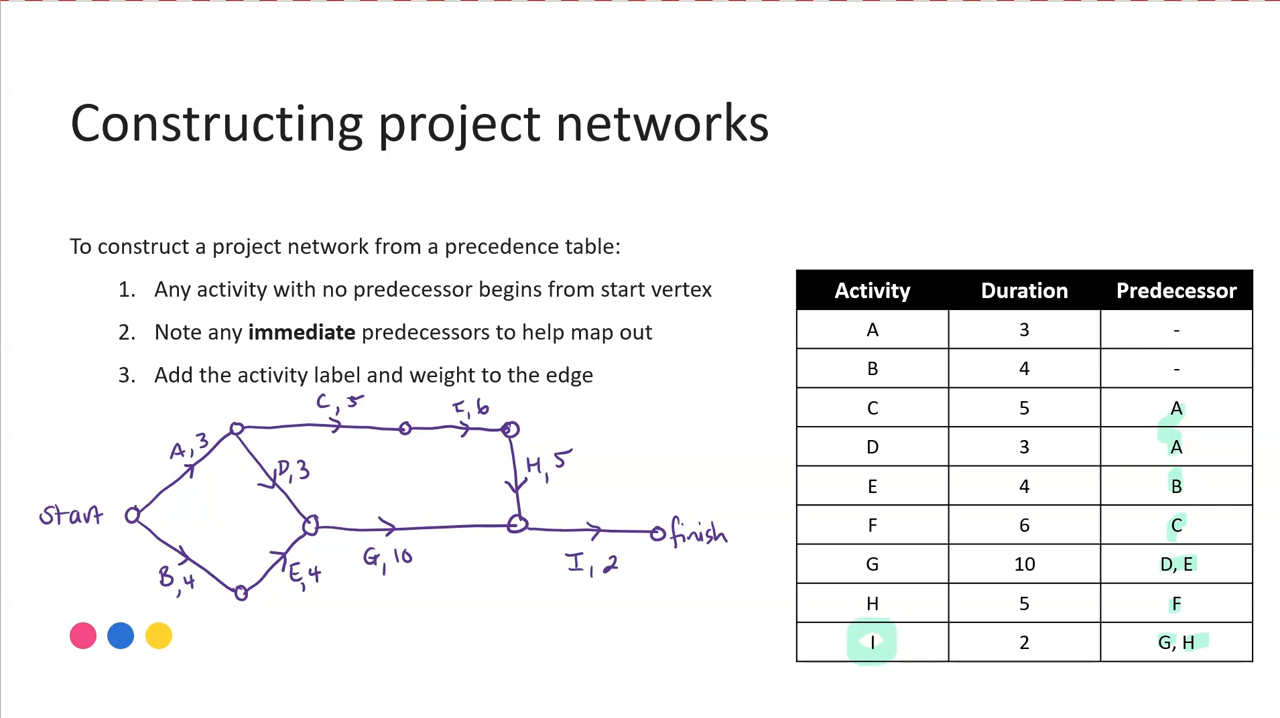 Constructing project networks
To construct a project network from a precedence table:
1. Any activity with no predecessor begins from start vertex
2. Note any immediate predecessors to help map out
3. Add the activity label and weight to the edge
C, 5
F, 6
A, 3
D, 3
H, 5
Start
finish
B, 4
E, 4
G, 10
I, 2
Activity Duration Predecessor
A 3 -
B 4 -
C 5 A
D 3 A
E 4 B
F 6 C
G 10 D, E
H 5 F
I 2 G, H